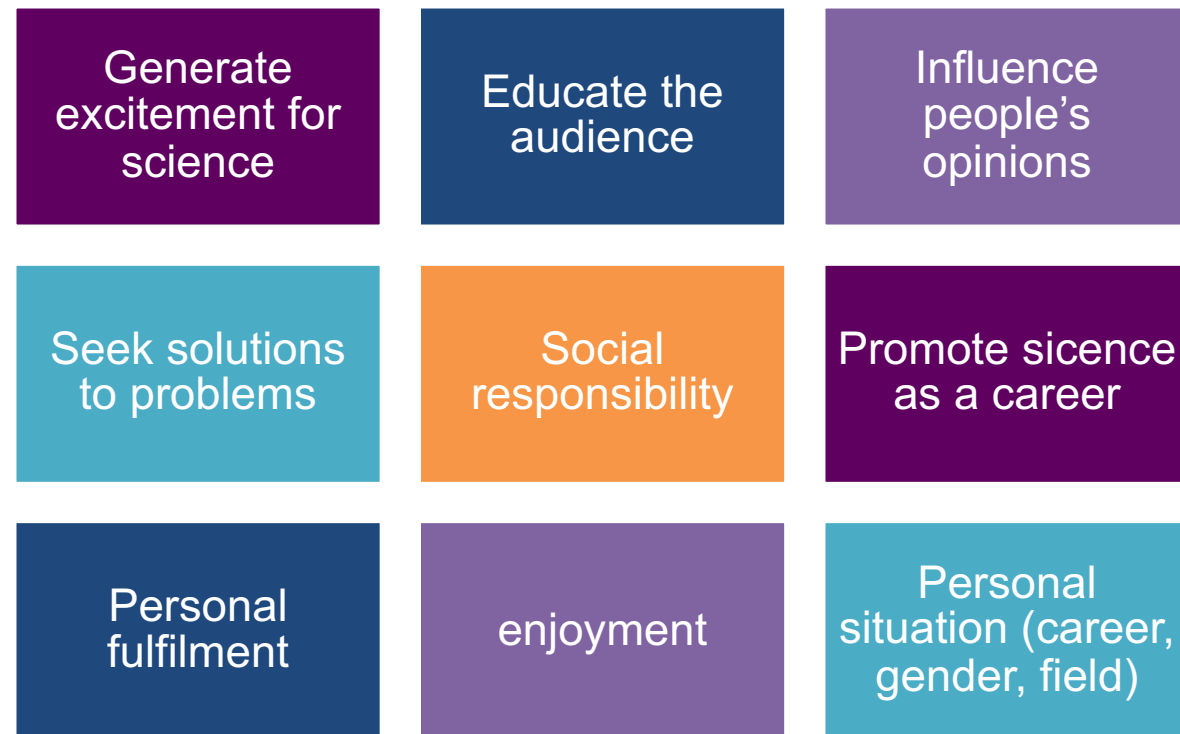 Generate
excitement for
science
Educate the
audience
Influence
people’s
opinions
Seek solutions
to problems
Social
responsibility
Promote sicence
as a career
Personal
fulfilment
enjoyment
Personal
situation (career,
gender, field)